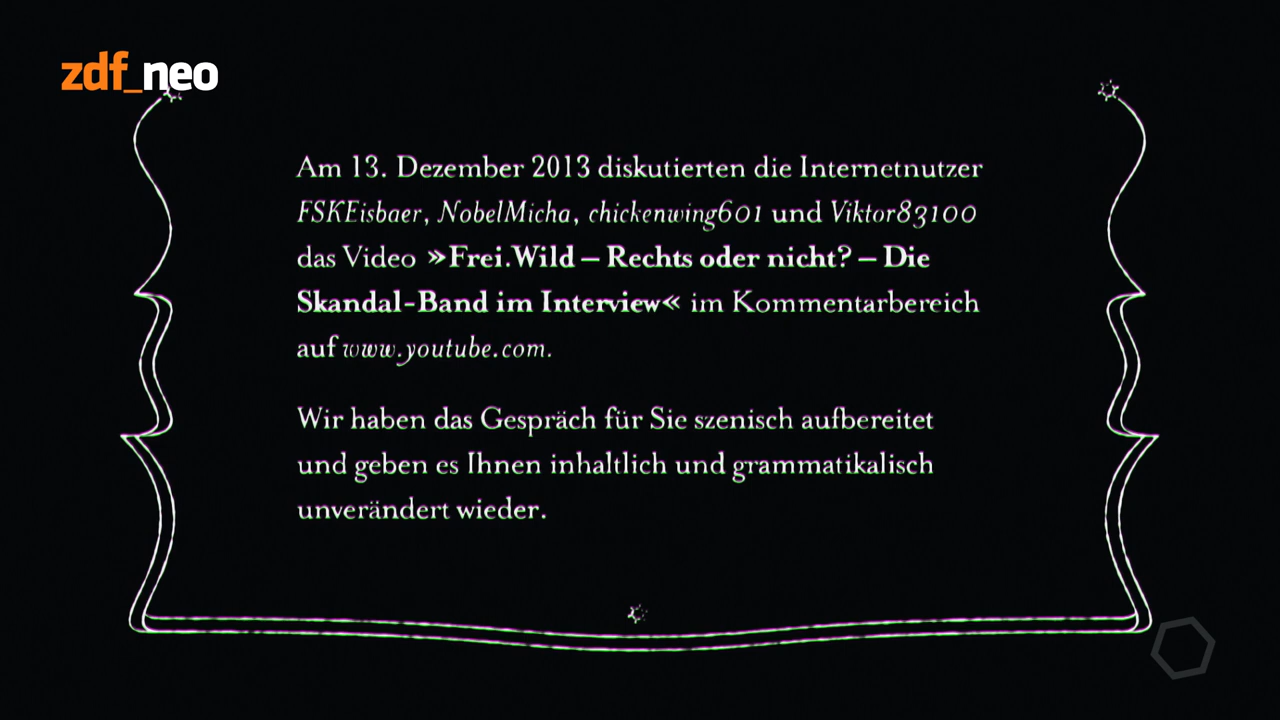 zdf_neo
Am 13. Dezember 2013 diskutierten die Internetnutzer
FSKEisbaer, NobelMicha, chickenwing601 und Viktor83100
das Video »Frei.Wild – Rechts oder nicht? – Die
Skandal-Band im Interview« im Kommentarbereich
auf www.youtube.com.
Wir haben das Gespräch für Sie szenisch aufbereitet
und geben es Ihnen inhaltlich und grammatikalisch
unverändert wieder.